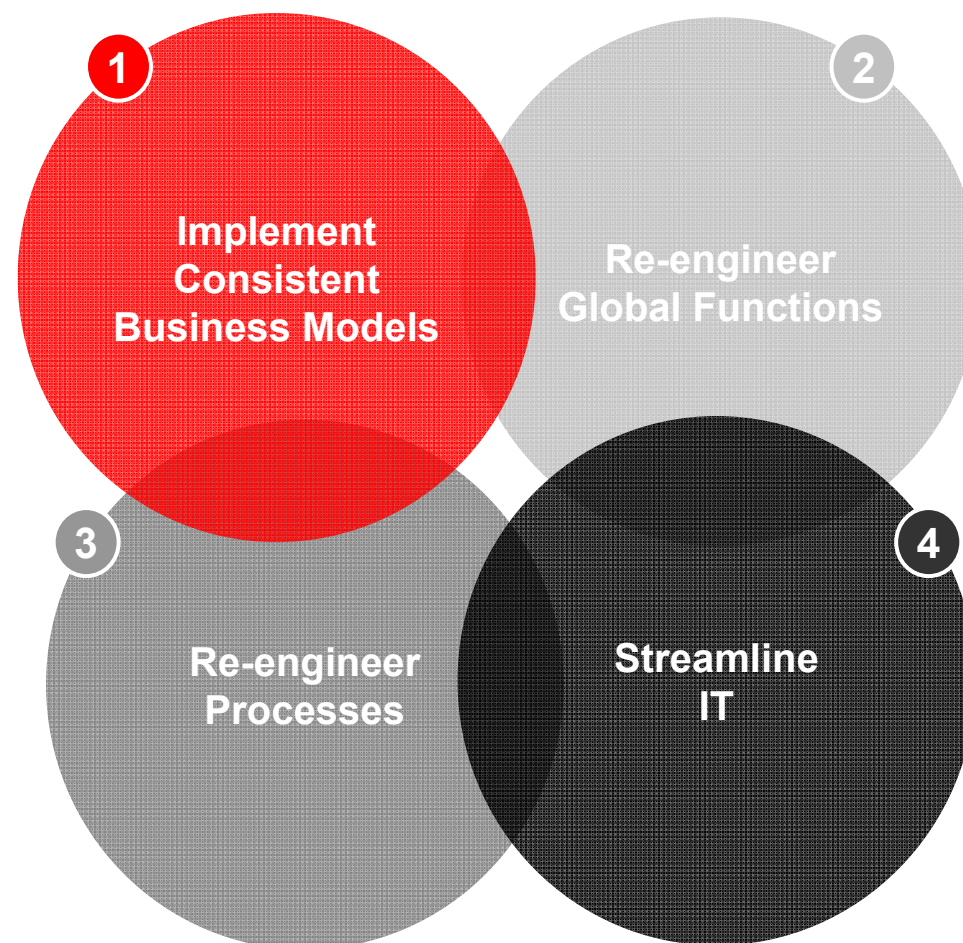 1
Implement
Consistent
Business Models
2
Re-engineer
Global Functions
3
Re-engineer
Processes
4
Streamline
IT